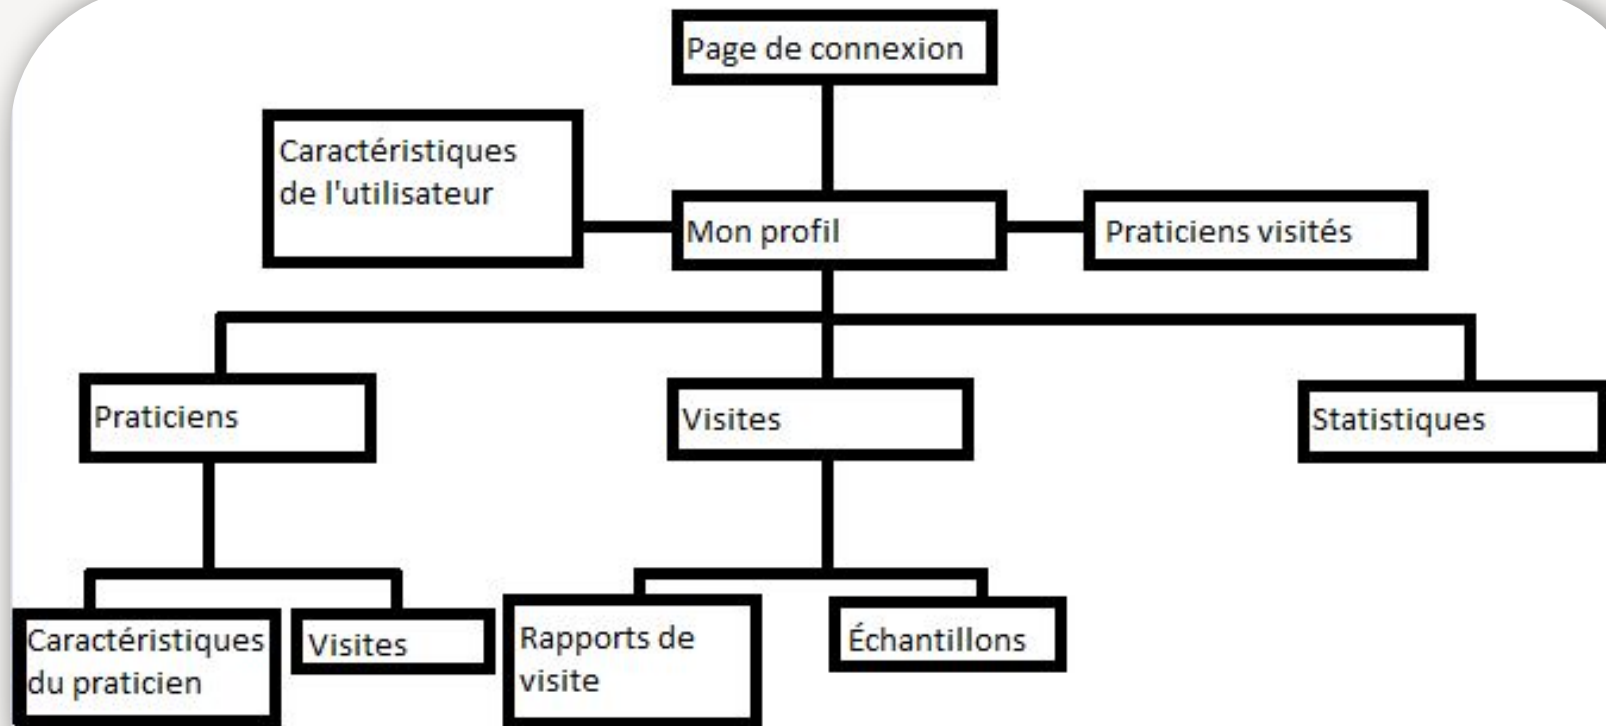 Page de connexion
Caractéristiques
de l'utilisateur
Mon profil
Praticiens visités
Praticiens
Visites
Statistiques
Caractéristiques
du praticien
Visites
Rapports de
visite
Échantillons